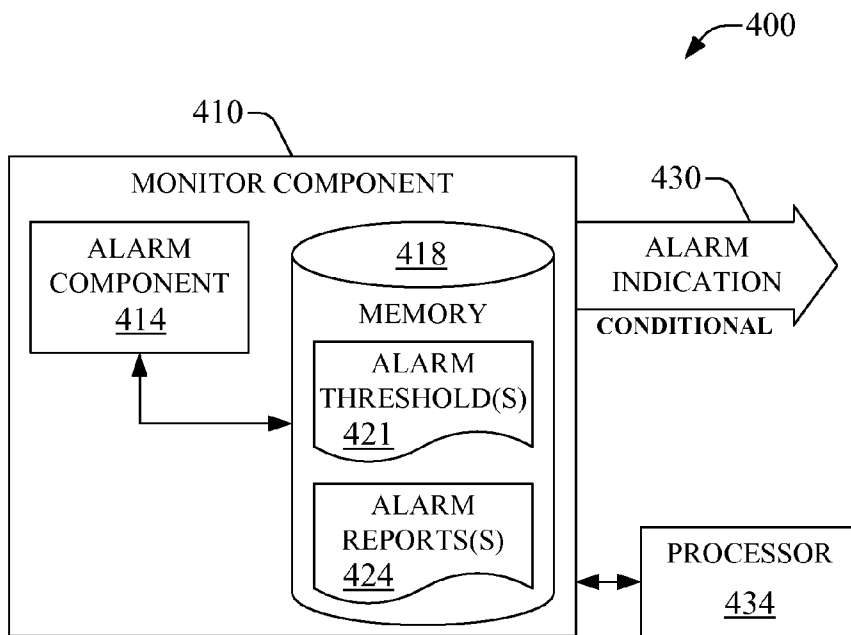 400
410
MONITOR COMPONENT
430
ALARM
COMPONENT
414
418
MEMORY
ALARM
THRESHOLD(S)
421
ALARM
REPORTS(S)
424
ALARM
INDICATION
CONDITIONAL
PROCESSOR
434